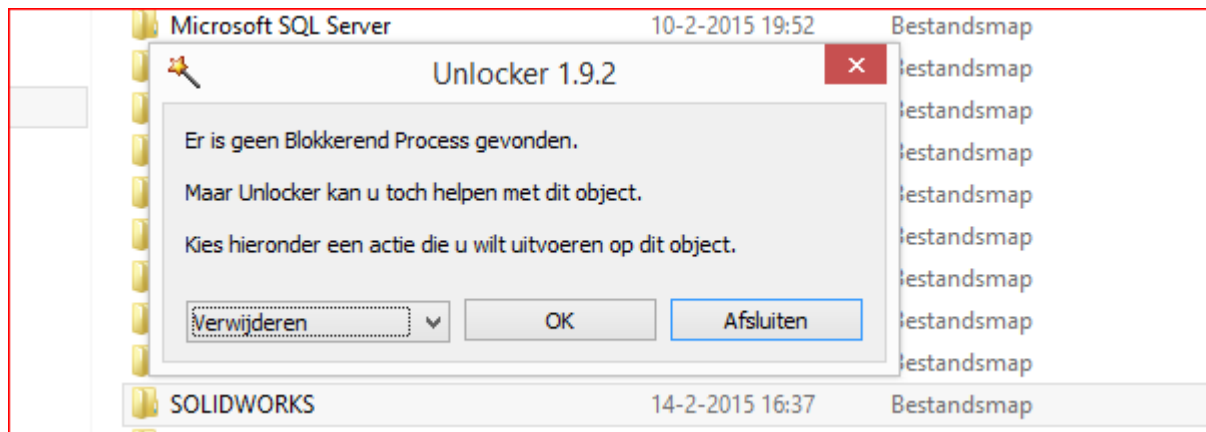 Microsoft SQL Server 10-2-2015 19:52 Bestandsmap
Unlocker 1.9.2
Er is geen Blokkerend Process gevonden.
Maar Unlocker kan u toch helpen met dit object.
Kies hieronder een actie die u wilt uitvoeren op dit object.
Verwijderen OK Afsluiten
SOLIDWORKS 14-2-2015 16:37 Bestandsmap